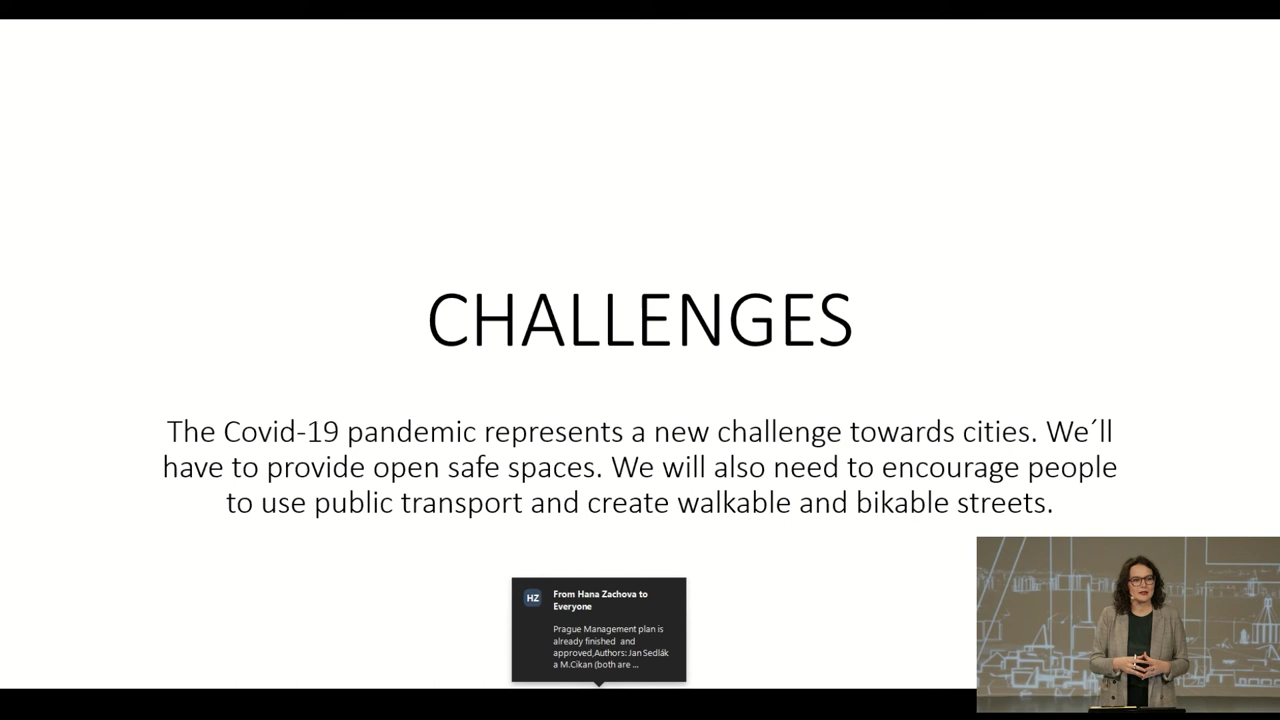 CHALLENGES
The Covid-19 pandemic represents a new challenge towards cities. We´ll
have to provide open safe spaces. We will also need to encourage people
to use public transport and create walkable and bikable streets.
HZ
From Hana Zachova to
Everyone
Prague Management plan is
already finished  and
approved,Authors: Jan Sedlák
a M.Cikan (both are ...